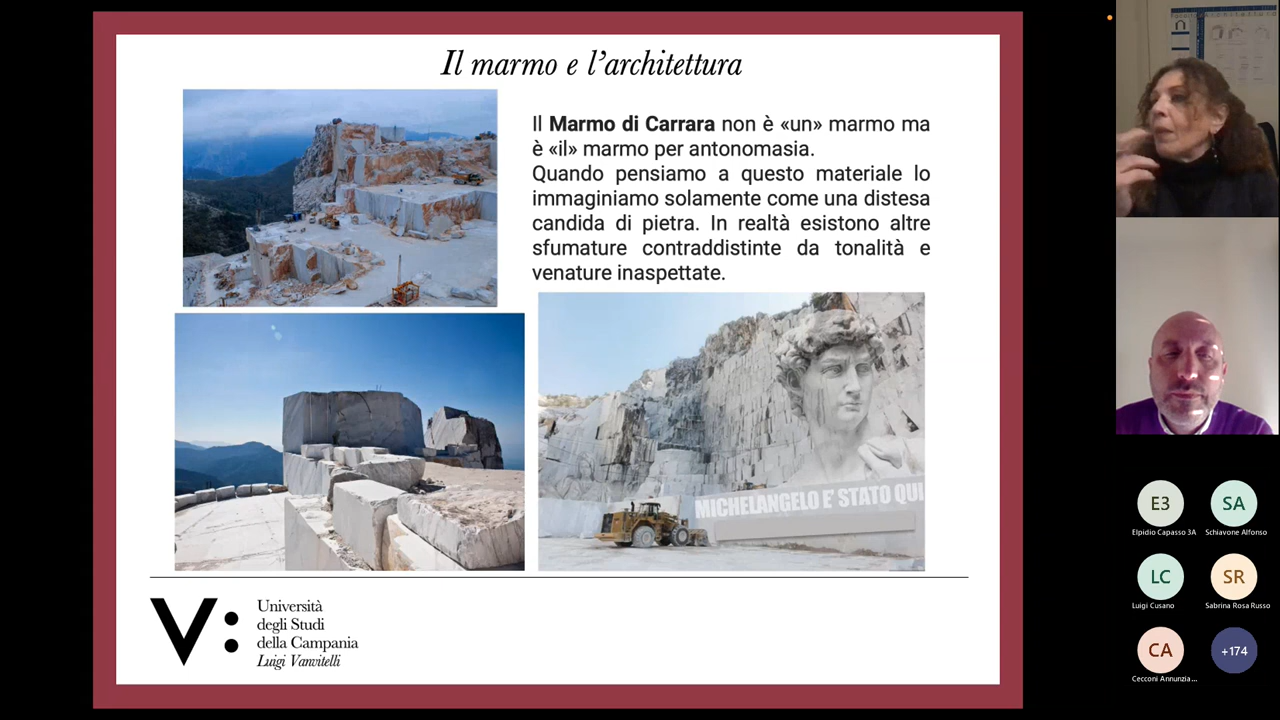 Il marmo e l’architettura
Il Marmo di Carrara non è «un» marmo ma
è «il» marmo per antonomasia.
Quando pensiamo a questo materiale lo
immaginiamo solamente come una distesa
candida di pietra. In realtà esistono altre
sfumature contraddistinte da tonalità e
venature inaspettate.
MICHELANGELO E' STATO QUI
V:
Università
degli Studi
della Campania
Luigi Vanvitelli
E3
Elpidio Capasso 3A
SA
Schiavone Alfonso
LC
Luigi Cusano
SR
Sabrina Rosa Russo
CA
Cecconi Annunzia...
+174